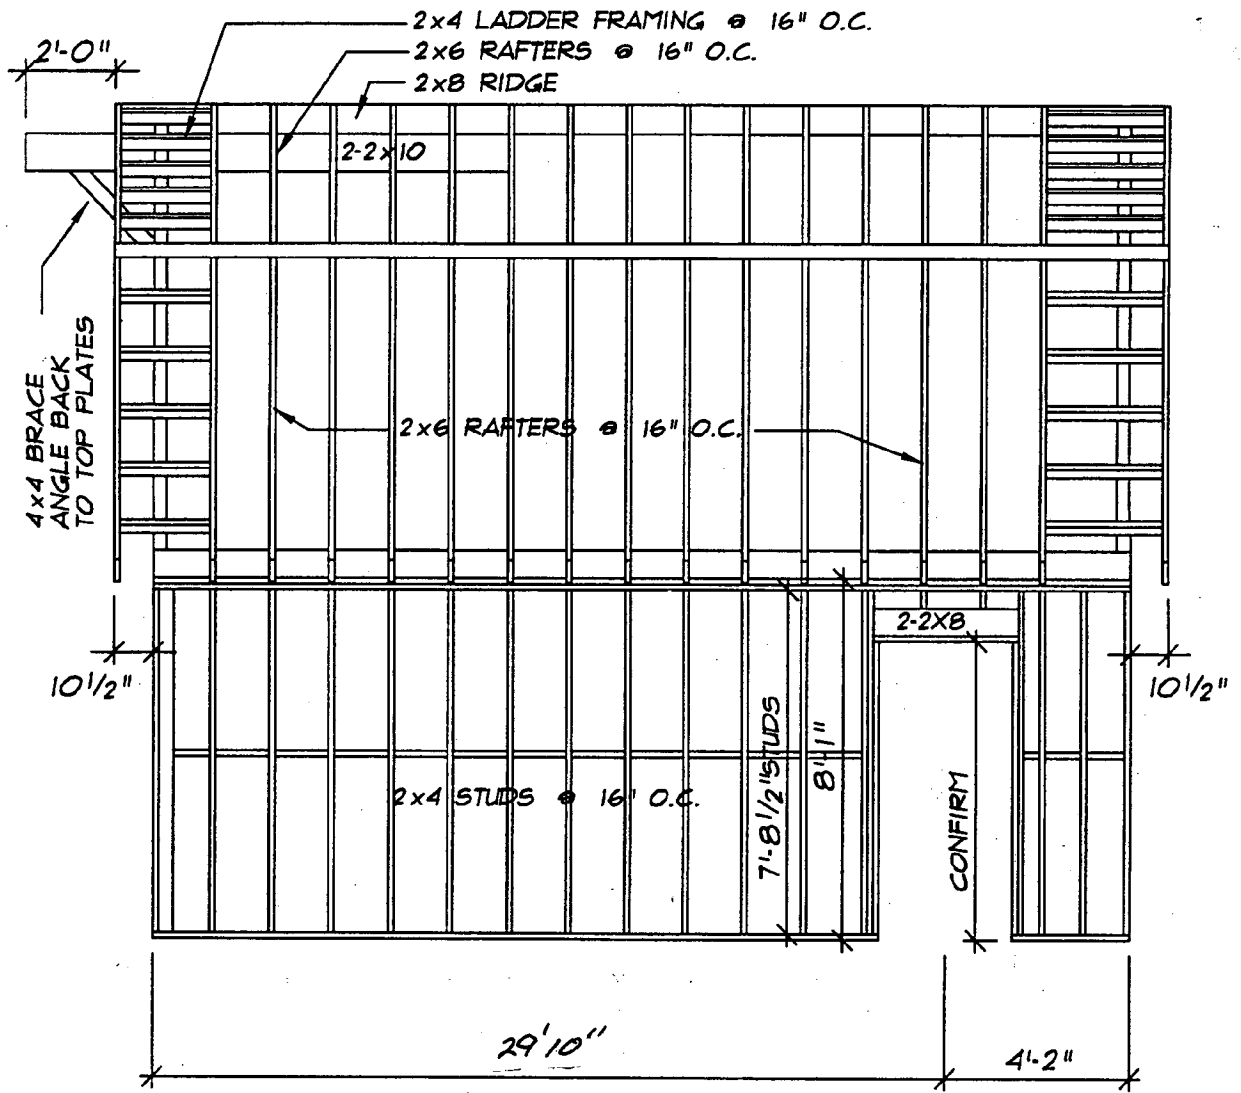 2x4 LADDER FRAMING @ 16" O.C.
2'-0"
2x6 RAFTERS @ 16" O.C.
2x8 RIDGE
2-2x10
4x4 BRACE
ANGLE BACK
TO TOP PLATES
2x6 RAFTERS @ 16" O.C.
2-2X8
10 1/2"
10 1/2"
7'-8 1/2" STUDS
8'-1"
CONFIRM
2x4 STUDS @ 16" O.C.
29'10"
4'-2"